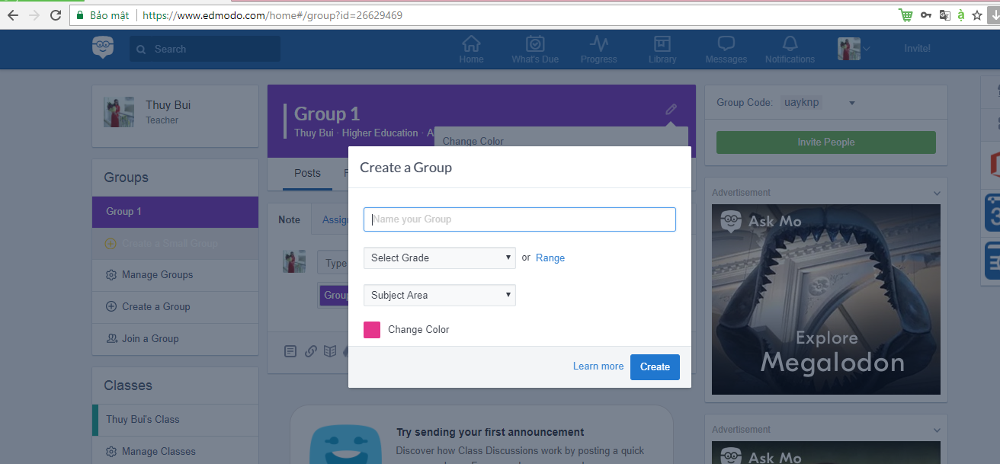 Bảo mật
https://www.edmodo.com/home#/group?id=26629469
Search
Home
What's Due
Progress
Library
Messages
Notifications
Invite!
Thuy Bui
Teacher
Groups
Group 1
Create a Small Group
Manage Groups
Create a Group
Join a Group
Classes
Thuy Bui's Class
Manage Classes
Group 1
Thuy Bui · Higher Education ·
Change Color
Posts
Note
Type
Create a Group
Name your Group
Select Grade
or Range
Subject Area
Change Color
Learn more
Create
Try sending your first announcement
Discover how Class Discussions work by posting a quick
Group Code: uayknp
Invite People
Advertisement
Ask Mo
Explore
Megalodon
Advertisement
Ask Mo